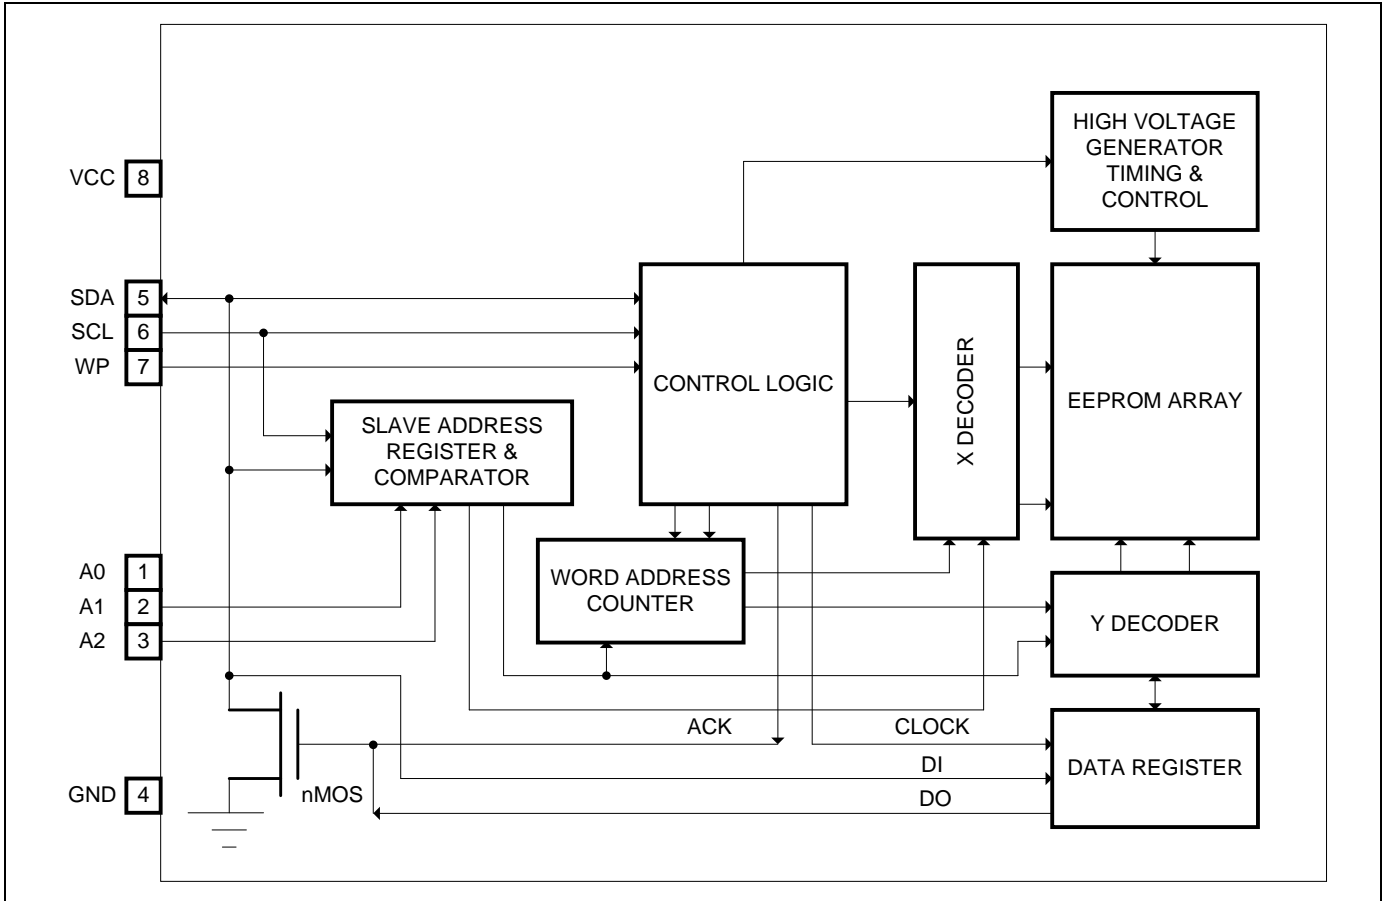 HIGH VOLTAGE
GENERATOR
TIMING &
CONTROL
VCC 8
SDA 5
SCL 6
WP 7
CONTROL LOGIC
X DECODER
EEPROM ARRAY
SLAVE ADDRESS
REGISTER &
COMPARATOR
A0 1
A1 2
A2 3
WORD ADDRESS
COUNTER
Y DECODER
ACK
CLOCK
DI
DO
DATA REGISTER
GND 4
nMOS